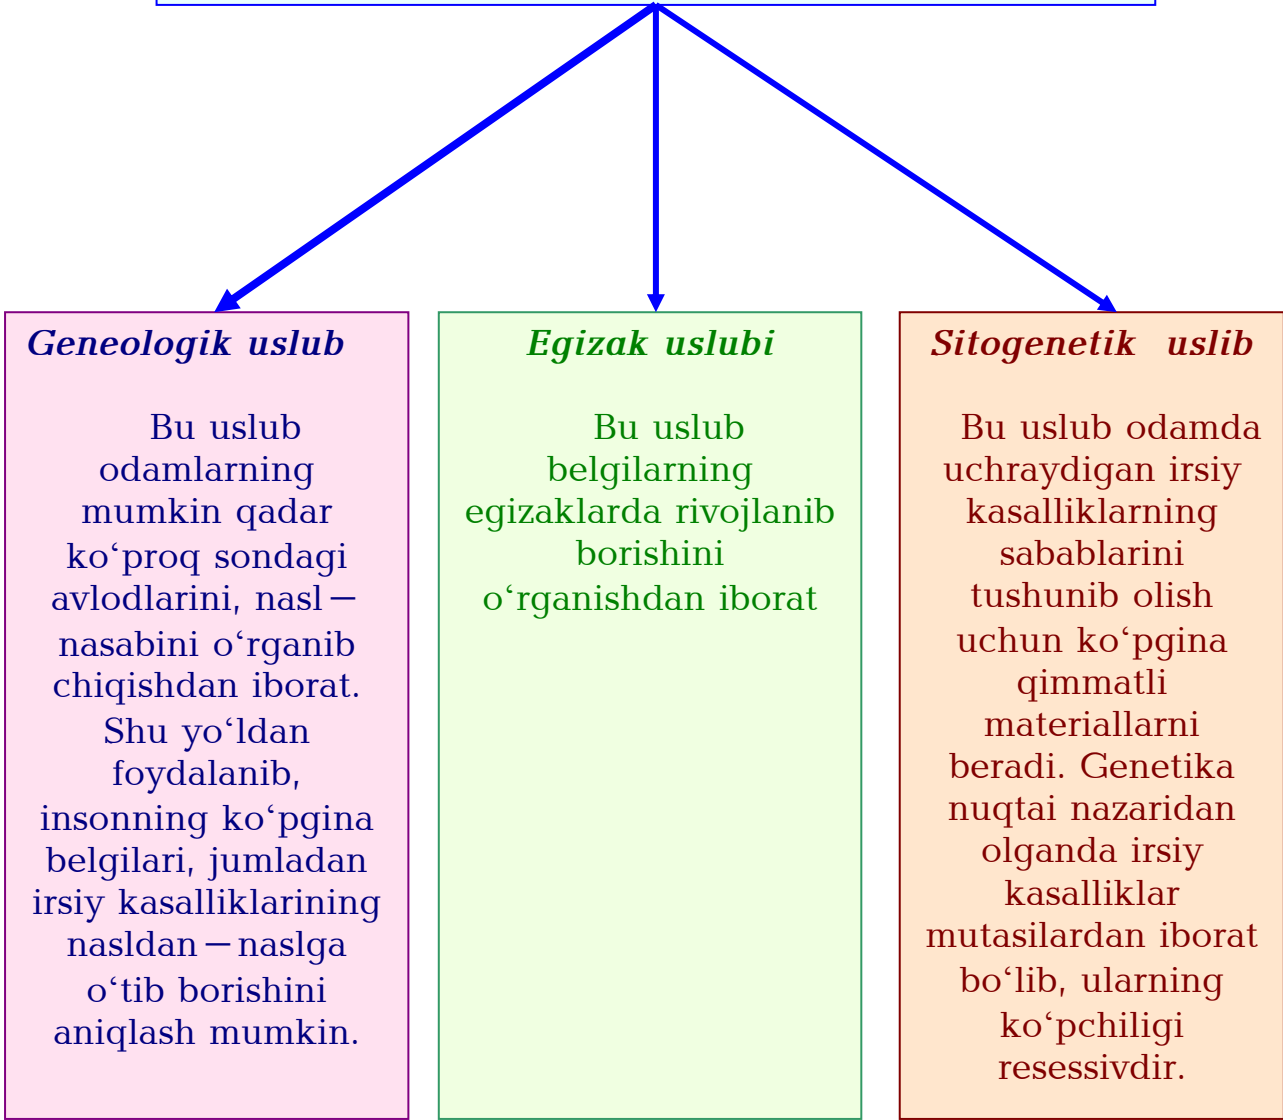 Geneologik uslub
Bu uslub
odamlarning
mumkin qadar
ko‘proq sondagi
avlodlarini, nasl—
nasabini o‘rganib
chiqishdan iborat.
Shu yo‘ldan
foydalanib,
insonning ko‘pgina
belgilari, jumladan
irsiy kasalliklarining
nasldan—naslga
o‘tib borishini
aniqlash mumkin.
Egizak uslubi
Bu uslub
belgilarning
egizaklarda rivojlanib
borishini
o‘rganishdan iborat
Sitogenetik uslib
Bu uslub odamda
uchraydigan irsiy
kasalliklarning
sabablarini
tushunib olish
uchun ko‘pgina
qimmatli
materiallarni
beradi. Genetika
nuqtai nazaridan
olganda irsiy
kasalliklar
mutasilardan iborat
bo‘lib, ularning
ko‘pchiligi
resessivdir.